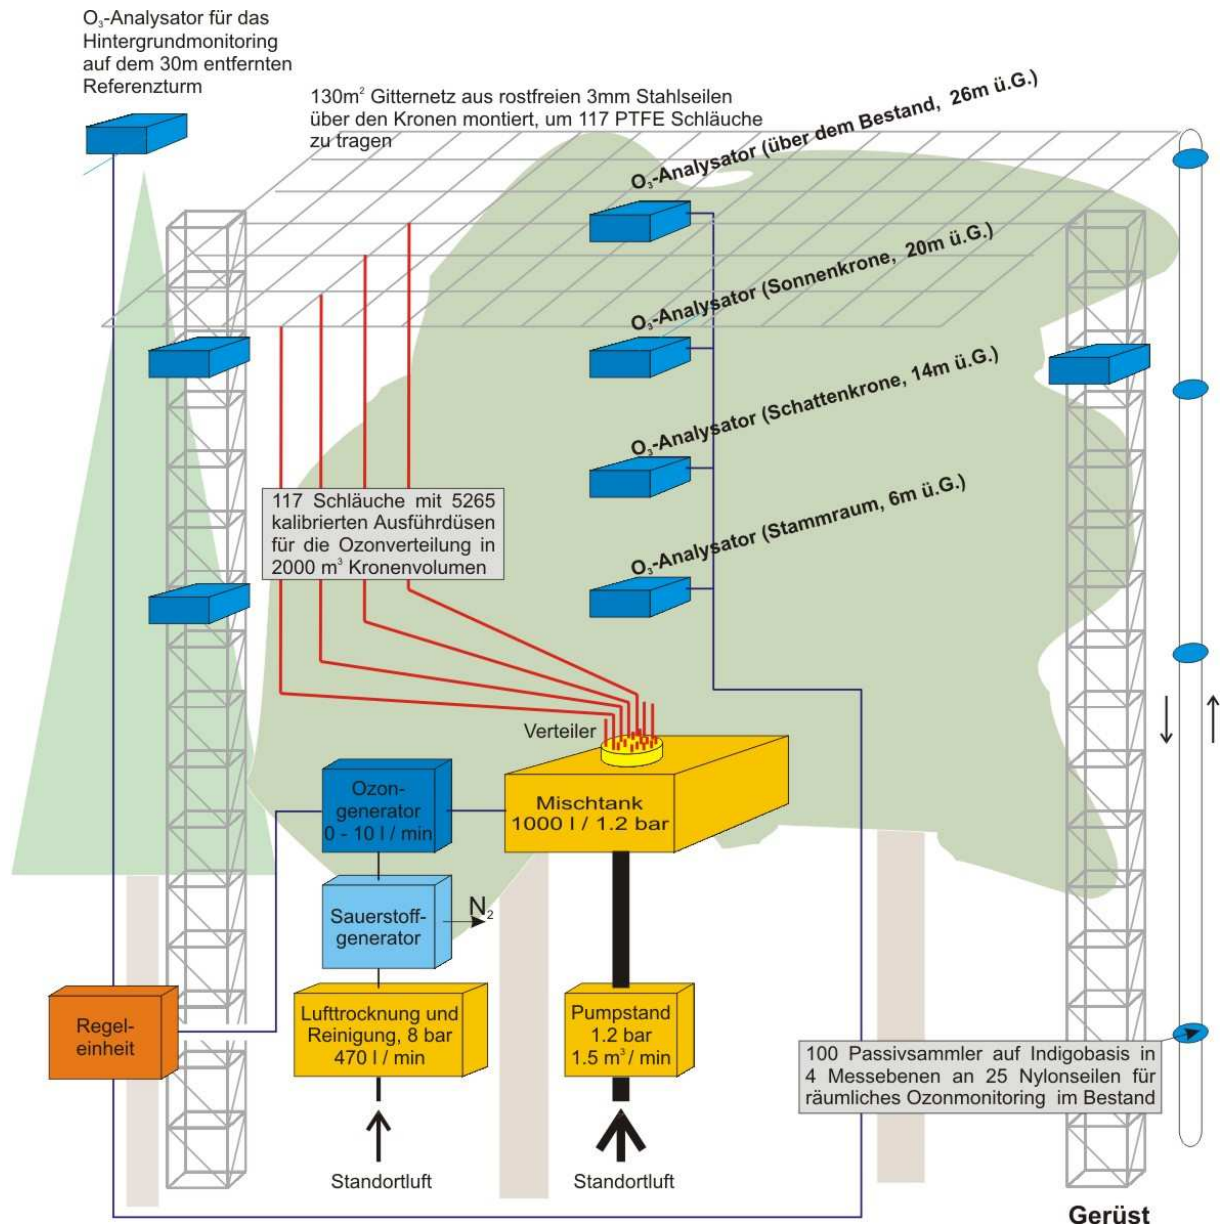 O₃-Analysator für das
Hintergrundmonitoring
auf dem 30m entfernten
Referenzturm
130m² Gitternetz aus rostfreien 3mm Stahlseilen
über den Kronen montiert, um 117 PTFE Schläuche
zu tragen
O₃-Analysator (über dem Bestand, 26m ü.G.)
O₃-Analysator (Sonnenkrone, 20m ü.G.)
O₃-Analysator (Schattenkrone, 14m ü.G.)
O₃-Analysator (Stammraum, 6m ü.G.)
117 Schläuche mit 5265
kalibrierten Ausführdüsen
für die Ozonverteilung in
2000 m³ Kronenvolumen
Verteiler
Mischtank
1000 l / 1.2 bar
Ozon-
generator
0 - 10 l / min
Sauerstoff-
generator
N₂
Regel-
einheit
Lufttrocknung und
Reinigung, 8 bar
470 l / min
Pumpstand
1.2 bar
1.5 m³/ min
100 Passivsammler auf Indigobasis in
4 Messebenen an 25 Nylonseilen für
räumliches Ozonmonitoring im Bestand
Standortluft
Standortluft
Gerüst